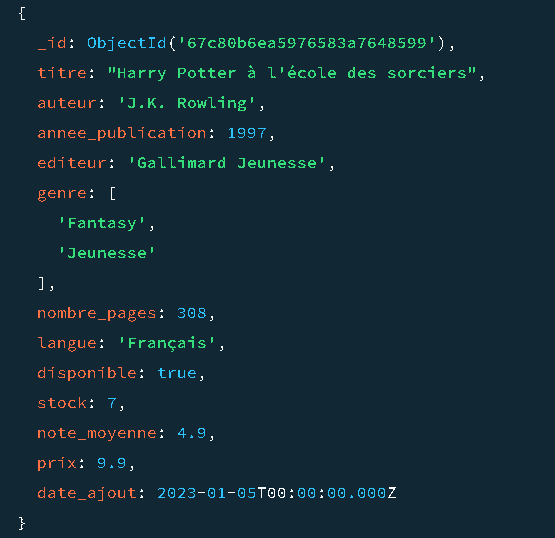 {
_id: ObjectId('67c80b6ea5976583a7648599'),
titre: "Harry Potter à l'école des sorciers",
auteur: 'J.K. Rowling',
annee_publication: 1997,
editeur: 'Gallimard Jeunesse',
genre: [
'Fantasy',
'Jeunesse'
],
nombre_pages: 308,
langue: 'Français',
disponible: true,
stock: 7,
note_moyenne: 4.9,
prix: 9.9,
date_ajout: 2023-01-05T00:00:00.000Z
}